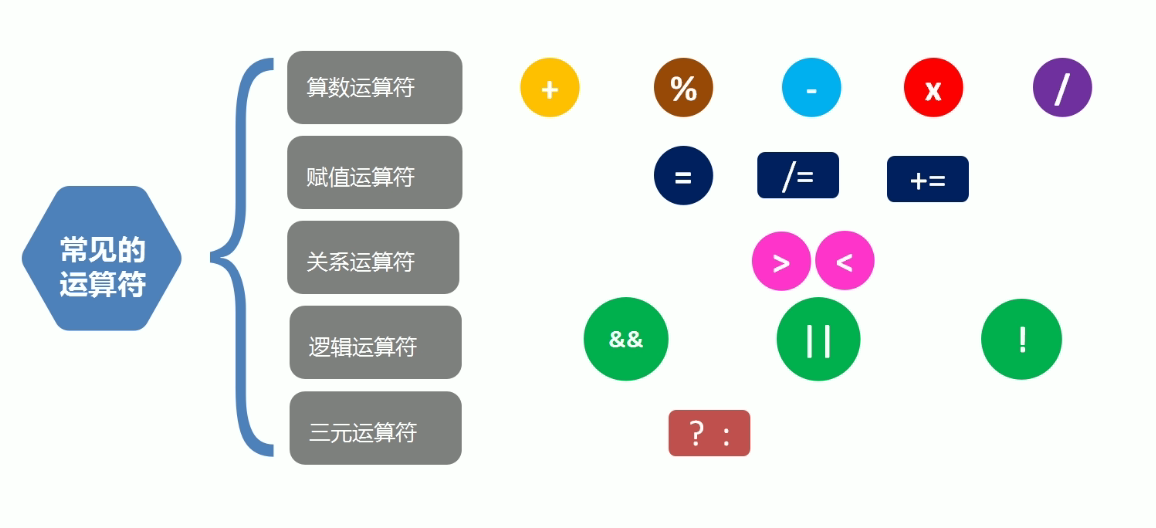 常见的
运算符
算数运算符
+ % - x /
赋值运算符
= /= +=
关系运算符
> <
逻辑运算符
&& || !
三元运算符
? :